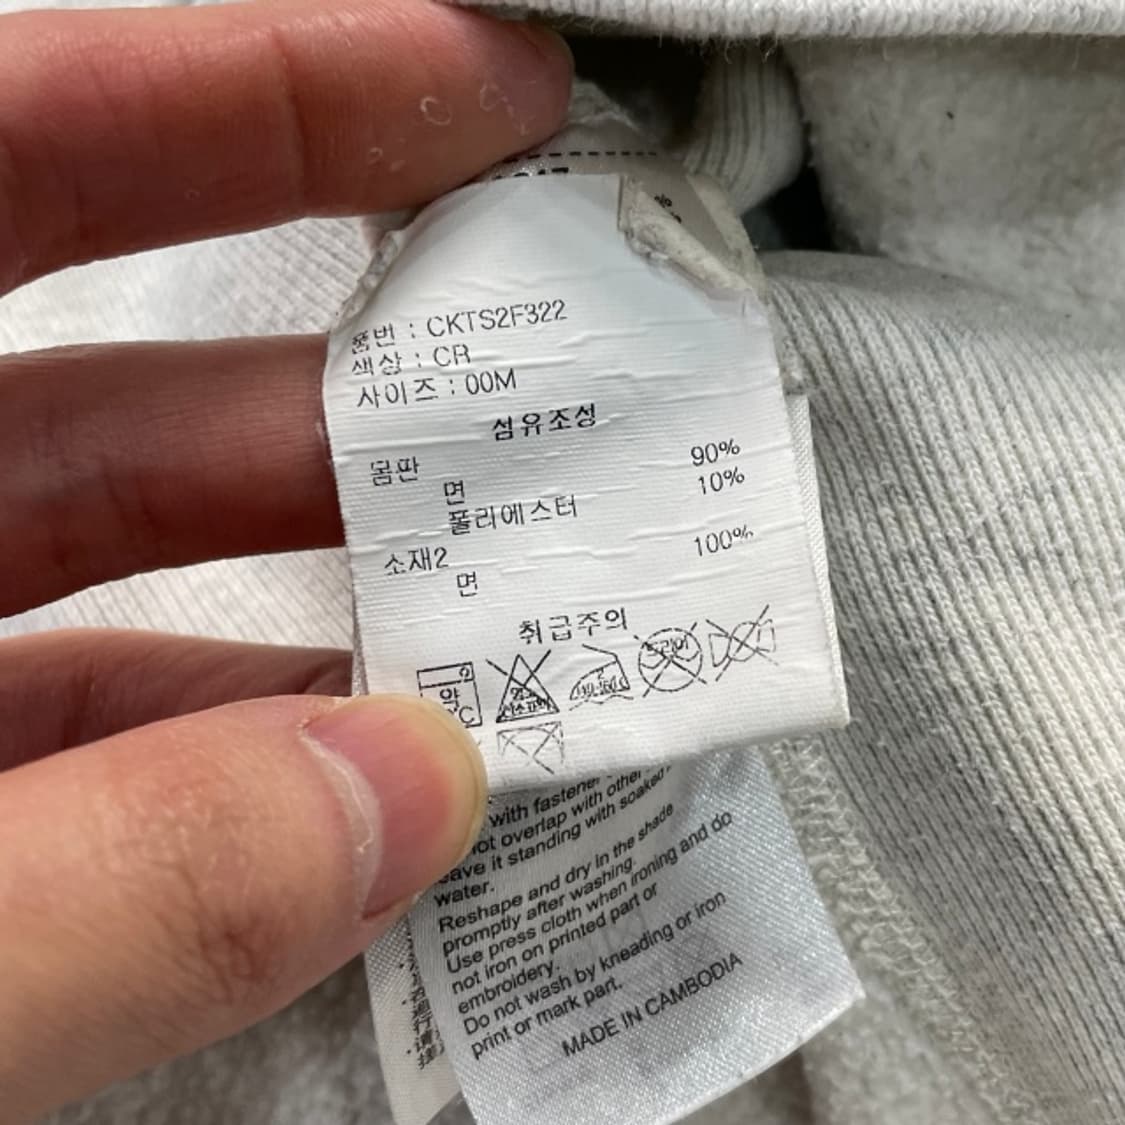 품번 : CKTS2F322
색상 : CR
사이즈 : 00M
섬유조성
몸판
면 90%
폴리에스터 10%
소재2
면 100%
취급주의
약
드라이
with fastener
not overlap with other
leave it standing with soaked
water.
Reshape and dry in the shade
promptly after washing.
Use press cloth when ironing and do
not iron on printed part or
embroidery.
Do not wash by kneading or iron
print or mark part.
MADE IN CAMBODIA